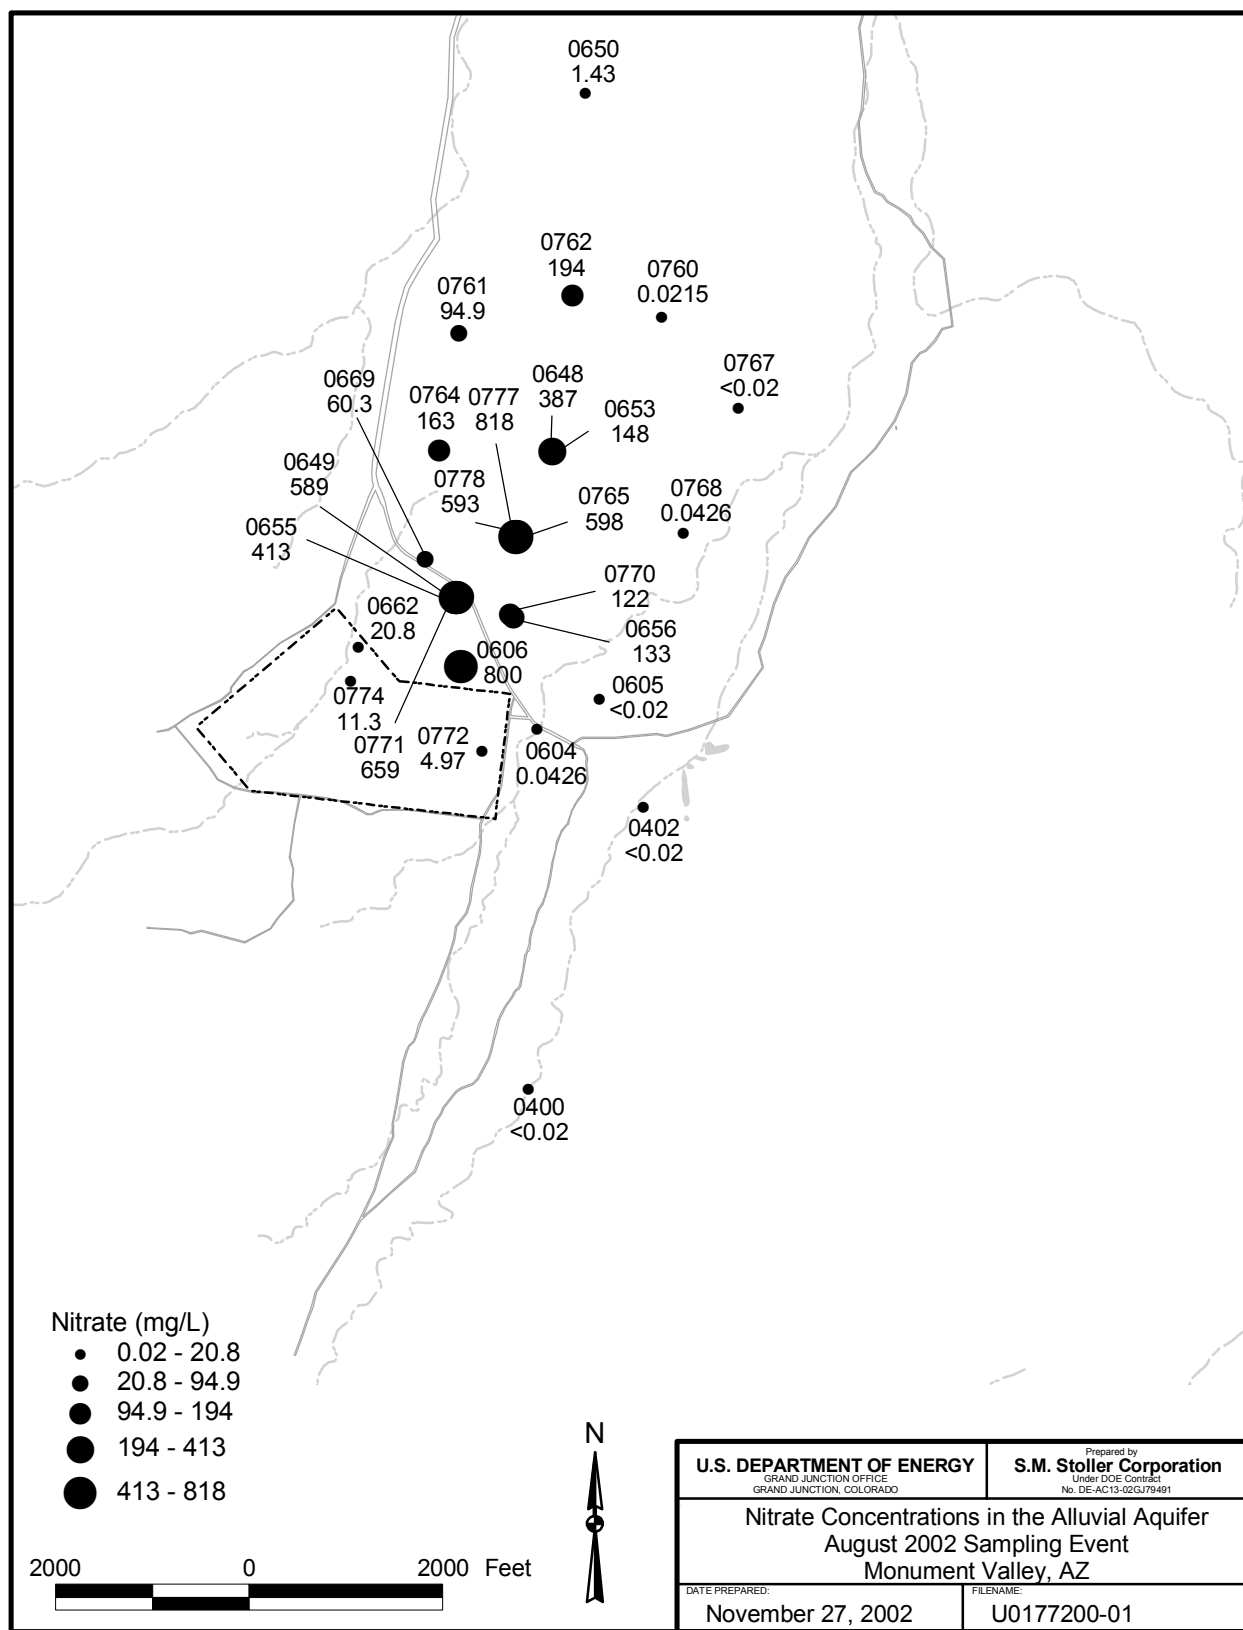 0650
1.43
0762
194
0760
0.0215
0761
94.9
0767
<0.02
0669
60.3
0764
163
0777
818
0648
387
0653
148
0649
589
0778
593
0765
598
0768
0.0426
0655
413
0770
122
0662
20.8
0656
133
0606
800
0605
<0.02
0774
11.3
0771
659
0772
4.97
0604
0.0426
0402
<0.02
0400
<0.02
Nitrate (mg/L)
0.02 - 20.8
20.8 - 94.9
94.9 - 194
194 - 413
413 - 818
N
2000 0 2000 Feet
U.S. DEPARTMENT OF ENERGY
GRAND JUNCTION OFFICE
GRAND JUNCTION, COLORADO
Prepared by
S.M. Stoller Corporation
Under DOE Contract
No. DE-AC13-02GJ79491
Nitrate Concentrations in the Alluvial Aquifer
August 2002 Sampling Event
Monument Valley, AZ
DATE PREPARED:
November 27, 2002
FILENAME:
U0177200-01